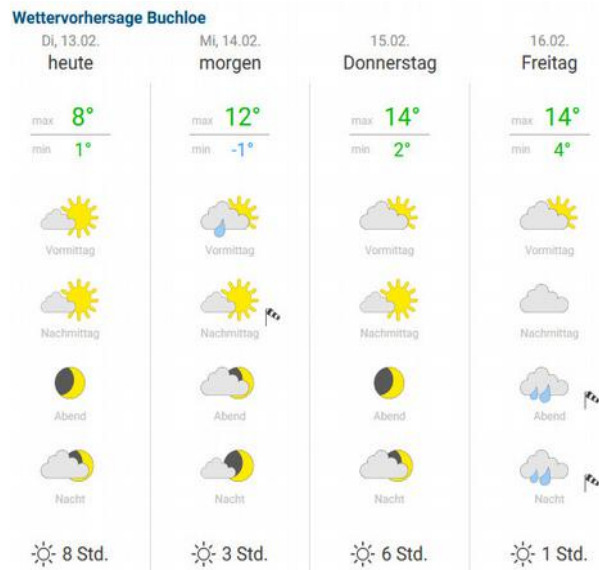 Wettervorhersage Buchloe
Di, 13.02. Mi, 14.02. 15.02. 16.02.
heute morgen Donnerstag Freitag
max 8° max 12° max 14° max 14°
min 1° min -1° min 2° min 4°
Vormittag Vormittag Vormittag Vormittag
Nachmittag Nachmittag Nachmittag Nachmittag
Abend Abend Abend Abend
Nacht Nacht Nacht Nacht
8 Std. 3 Std. 6 Std. 1 Std.